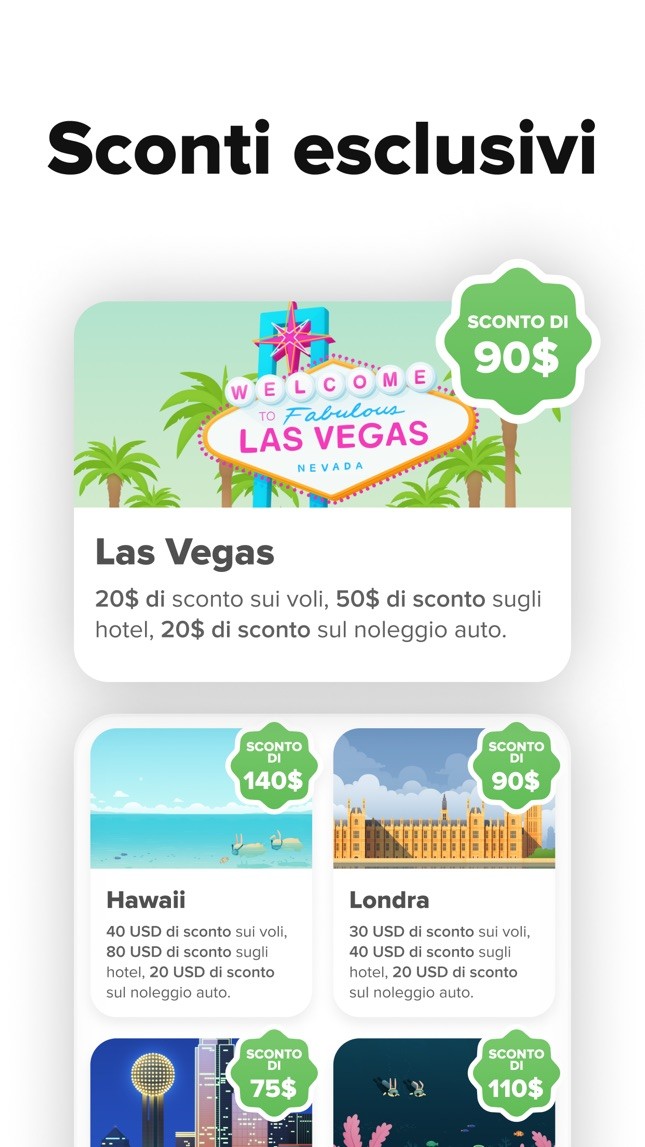 Sconti esclusivi
SCONTO DI
90$
WELCOME
TO Fabulous
LAS VEGAS
NEVADA
Las Vegas
20$ di sconto sui voli, 50$ di sconto sugli
hotel, 20$ di sconto sul noleggio auto.
SCONTO
DI
140$
Hawaii
40 USD di sconto sui voli,
80 USD di sconto sugli
hotel, 20 USD di sconto
sul noleggio auto.
SCONTO
DI
90$
Londra
30 USD di sconto sui voli,
40 USD di sconto sugli
hotel, 20 USD di sconto
sul noleggio auto.
SCONTO
DI
75$
SCONTO
DI
110$